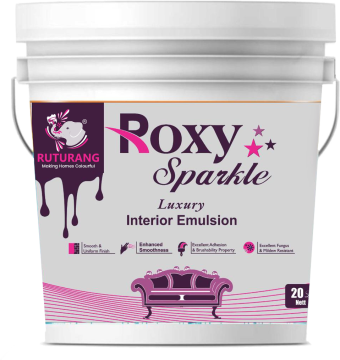 RUTURANG
Making Homes Colourful
Roxy
Sparkle
Luxury
Interior Emulsion
Smooth & Uniform Finish
Enhanced Smoothness
Excellent Adhesion & Brushability Property
Excellent Fungus & Mildew Resistant
20
Nett